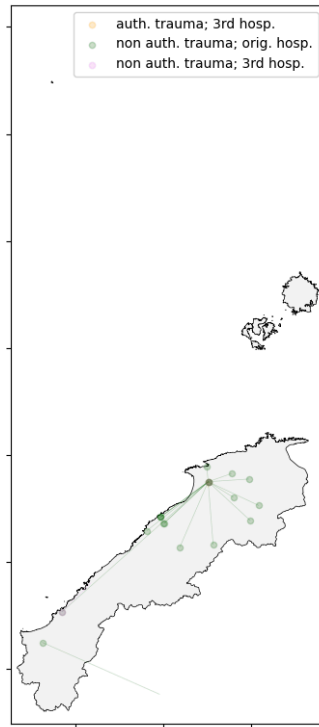 auth. trauma; 3rd hosp.
non auth. trauma; orig. hosp.
non auth. trauma; 3rd hosp.